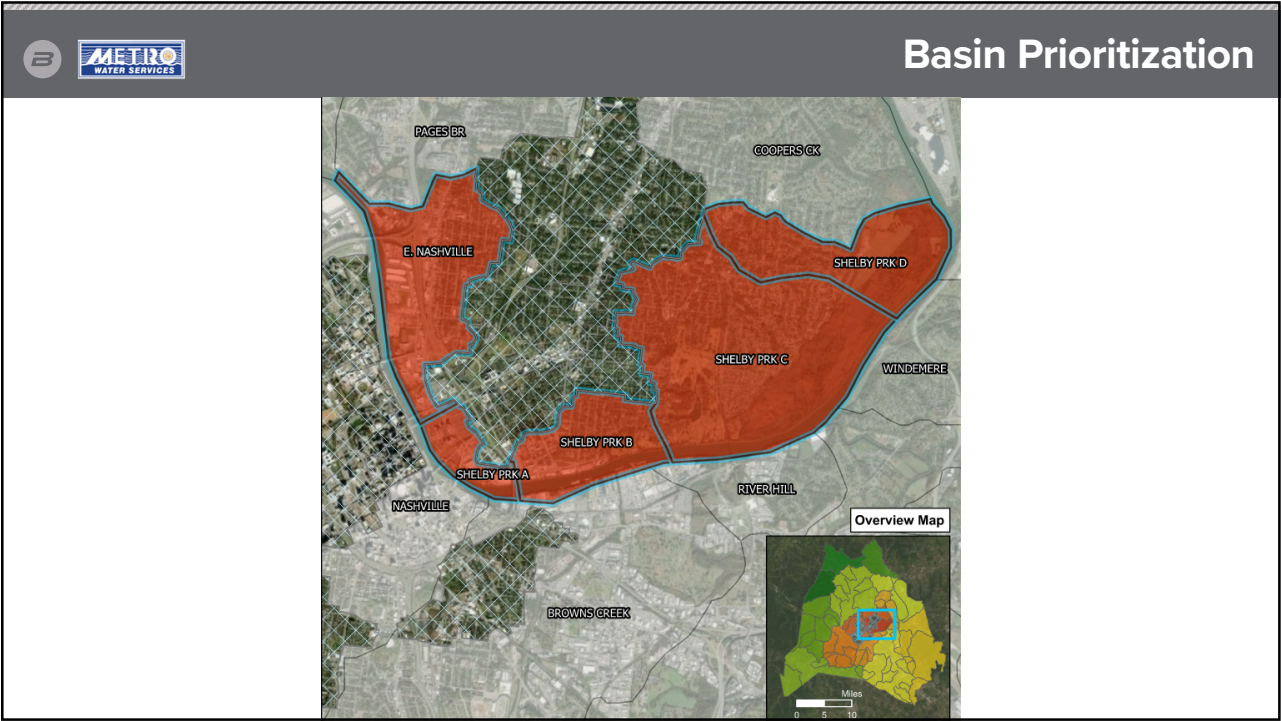 B
METRO
WATER SERVICES
Basin Prioritization
PAGES BR
COOPERS CK
E. NASHVILLE
SHELBY PRK D
SHELBY PRK C
WINDEMERE
SHELBY PRK B
SHELBY PRK A
RIVER HILL
NASHVILLE
Overview Map
BROWNS CREEK
Miles
0 5 10